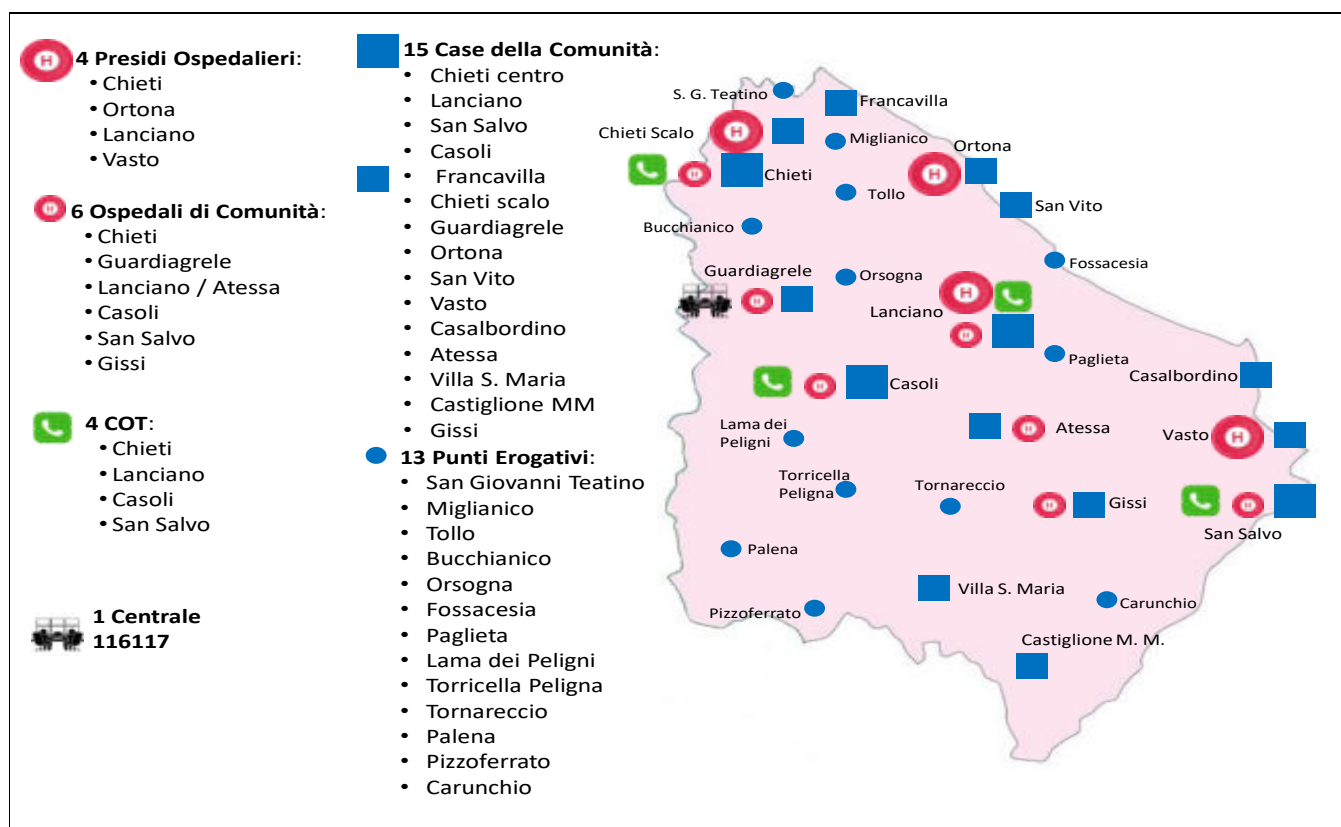 4 Presidi Ospedalieri:
• Chieti
• Ortona
• Lanciano
• Vasto
6 Ospedali di Comunità:
• Chieti
• Guardiagrele
• Lanciano / Atessa
• Casoli
• San Salvo
• Gissi
4 COT:
• Chieti
• Lanciano
• Casoli
• San Salvo
1 Centrale
116117
15 Case della Comunità:
• Chieti centro
• Lanciano
• San Salvo
• Casoli
• Francavilla
• Chieti scalo
• Guardiagrele
• Ortona
• San Vito
• Vasto
• Casalbordino
• Atessa
• Villa S. Maria
• Castiglione MM
• Gissi
13 Punti Erogativi:
• San Giovanni Teatino
• Miglianico
• Tollo
• Bucchianico
• Orsogna
• Fossacesia
• Paglieta
• Lama dei Peligni
• Torricella Peligna
• Tornareccio
• Palena
• Pizzoferrato
• Carunchio
S. G. Teatino
Francavilla
Chieti Scalo
Miglianico
Ortona
Chieti
Tollo
San Vito
Bucchianico
Fossacesia
Guardiagrele
Orsogna
Lanciano
Paglieta
Casalbordino
Casoli
Lama dei
Peligni
Atessa
Vasto
Torricella
Peligna
Tornareccio
Gissi
San Salvo
Palena
Villa S. Maria
Carunchio
Pizzoferrato
Castiglione M. M.